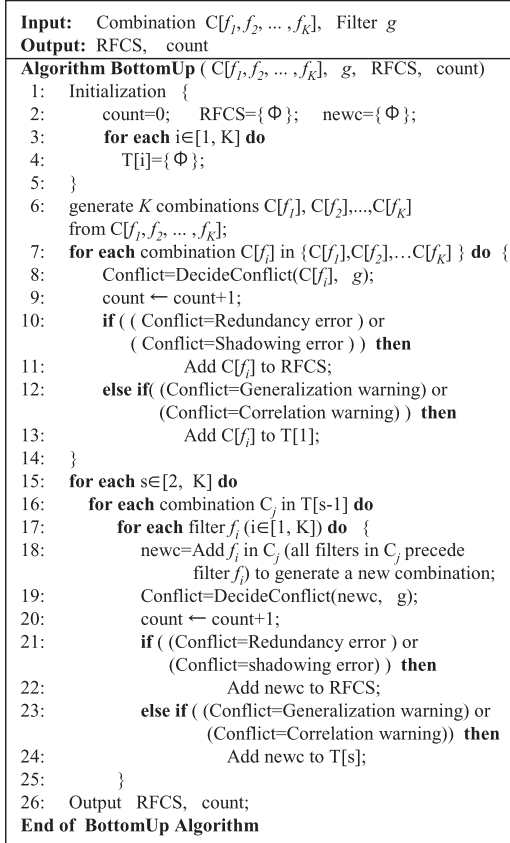 Input: Combination C[f1, f2, ... , fK], Filter g
Output: RFCS, count
Algorithm BottomUp ( C[f1, f2, ... , fK], g, RFCS, count)
1: Initialization {
2: count=0; RFCS={Φ}; newc={Φ};
3: for each i∈[1, K] do
4: T[i]={Φ};
5: }
6: generate K combinations C[f1], C[f2],...,C[fK]
from C[f1, f2, ... , fK];
7: for each combination C[fi] in {C[f1],C[f2],…C[fK] } do {
8: Conflict=DecideConflict(C[fi], g);
9: count ← count+1;
10: if ( ( Conflict=Redundancy error ) or
( Conflict=Shadowing error ) ) then
11: Add C[fi] to RFCS;
12: else if( (Conflict=Generalization warning) or
(Conflict=Correlation warning) ) then
13: Add C[fi] to T[1];
14: }
15: for each s∈[2, K] do
16: for each combination Cj in T[s-1] do
17: for each filter fi (i∈[1, K]) do {
18: newc=Add fi in Cj (all filters in Cj precede
filter fi) to generate a new combination;
19: Conflict=DecideConflict(newc, g);
20: count ← count+1;
21: if ( (Conflict=Redundancy error ) or
(Conflict=shadowing error) ) then
22: Add newc to RFCS;
23: else if ( (Conflict=Generalization warning) or
(Conflict=Correlation warning)) then
24: Add newc to T[s];
25: }
26: Output RFCS, count;
End of BottomUp Algorithm